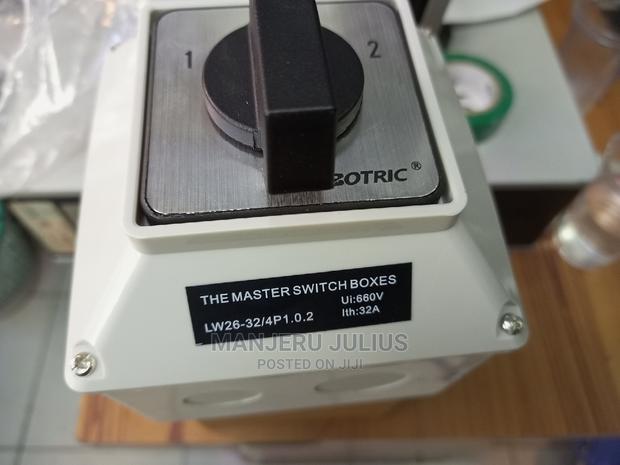 1 2
BOTRIC®
THE MASTER SWITCH BOXES
LW26-32/4P1.0.2
Ui:660V
Ith:32A
MANJERU JULIUS
POSTED ON JIJI